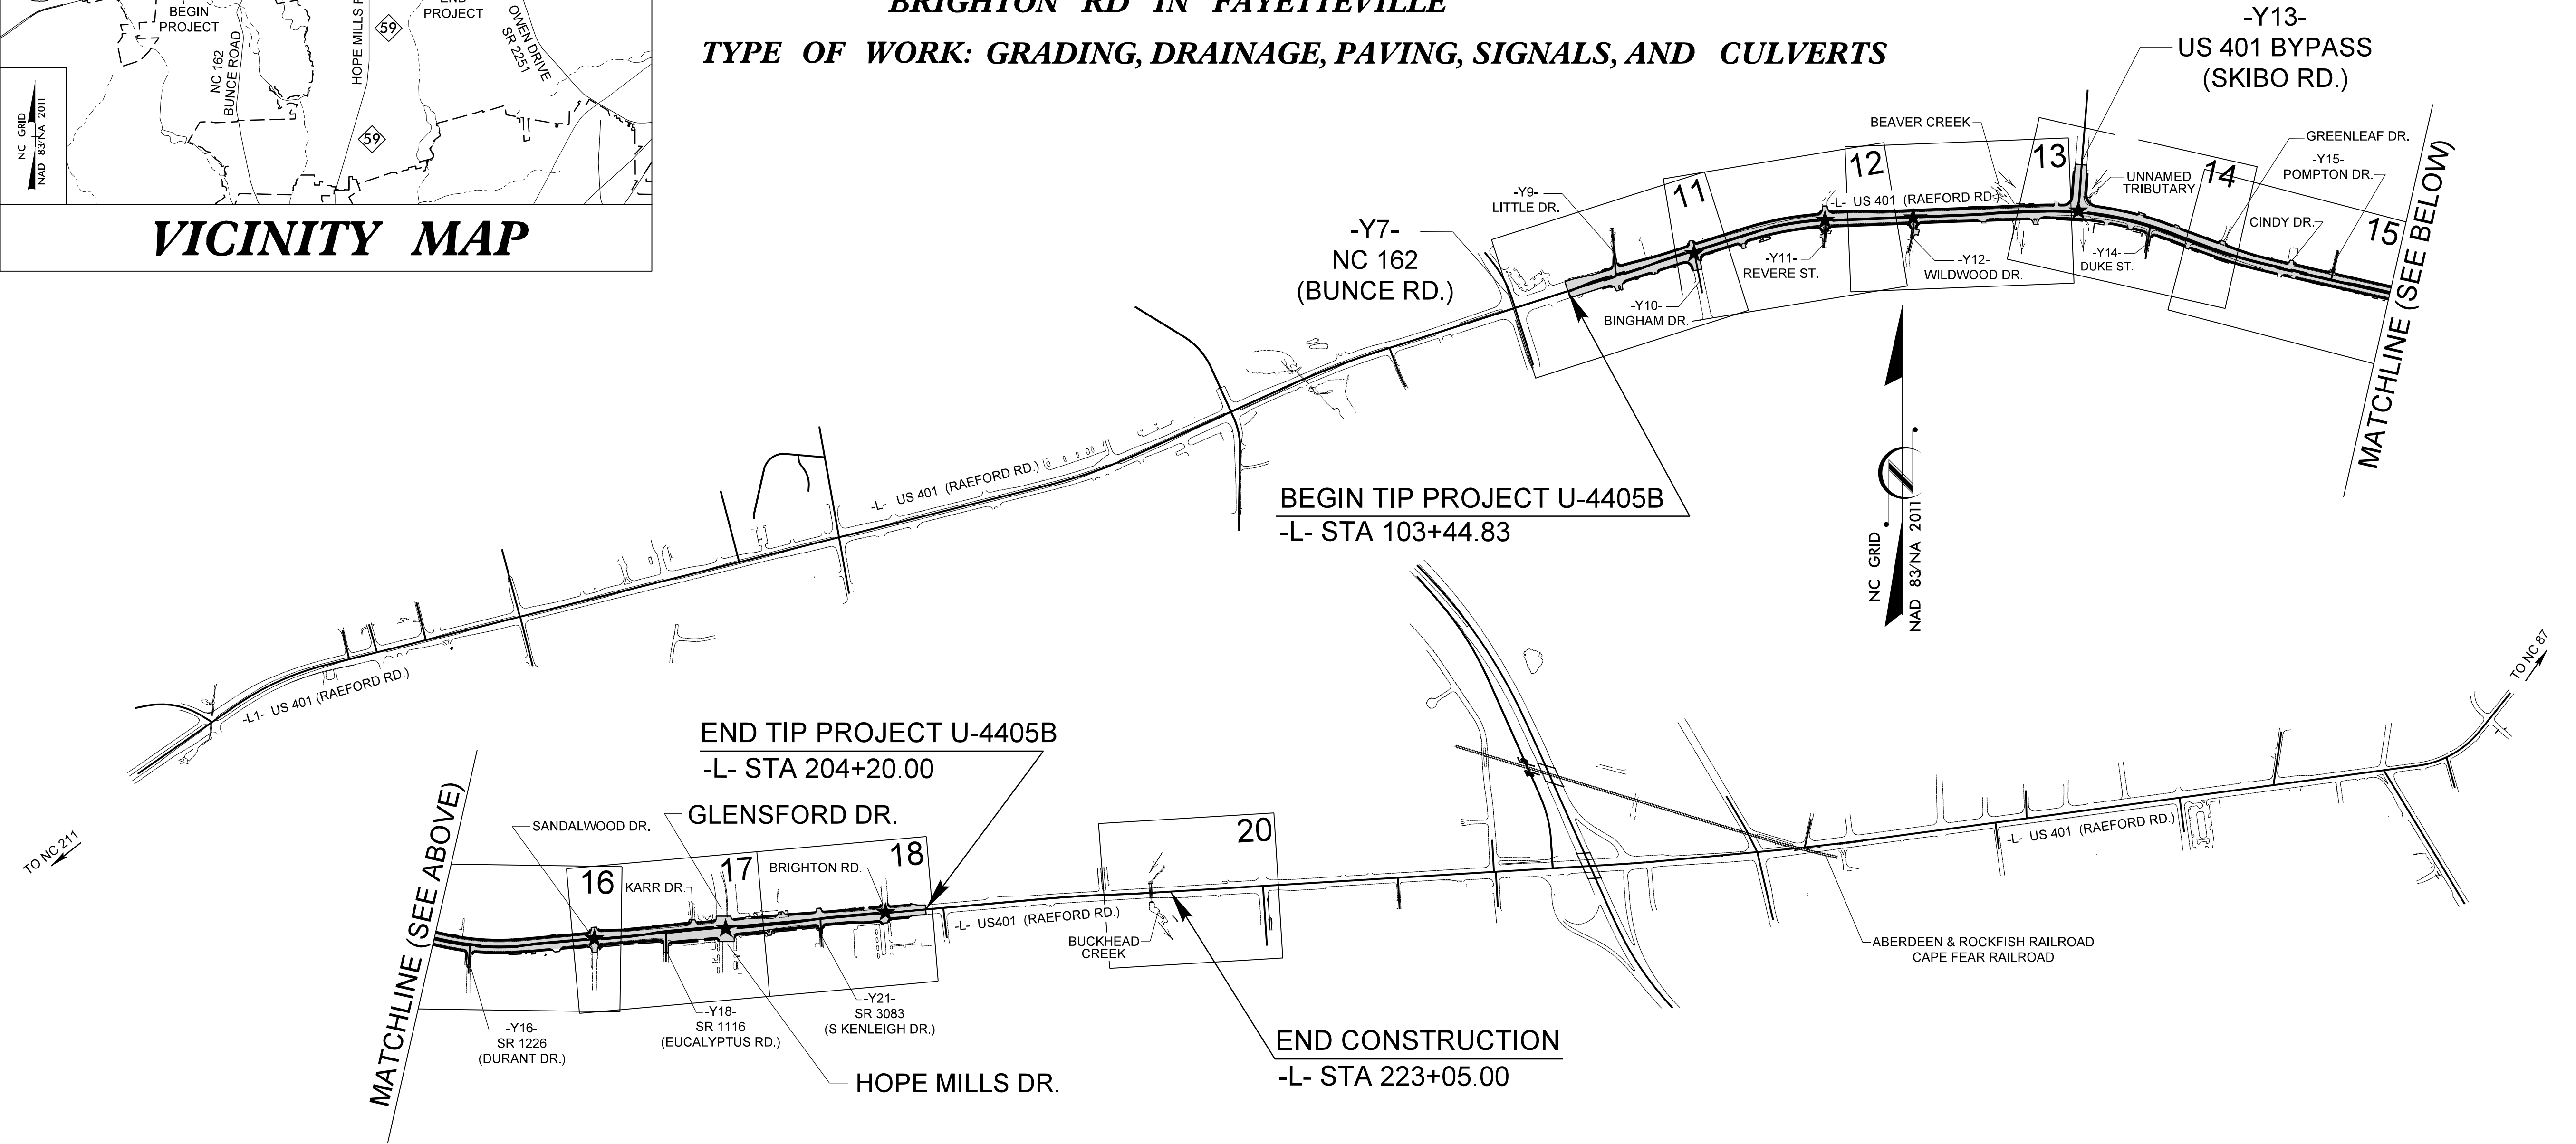 BRIGHTON RD IN FAYETTEVILLE
TYPE OF WORK: GRADING, DRAINAGE, PAVING, SIGNALS, AND CULVERTS
BEGIN
PROJECT
NC 162
BUNCE ROAD
HOPE MILLS
59
END
PROJECT
OWEN DRIVE
SR 2251
59
NC GRID
NAD 83/NA 2011
VICINITY MAP
-Y13-
US 401 BYPASS
(SKIBO RD.)
BEAVER CREEK
GREENLEAF DR.
-Y15-
POMPTON DR.
UNNAMED
TRIBUTARY
CINDY DR.
11
12
13
14
15
-Y9-
LITTLE DR.
-L- US 401 (RAEFORD RD.)
-Y7-
NC 162
(BUNCE RD.)
-Y10-
BINGHAM DR.
-Y11-
REVERE ST.
-Y12-
WILDWOOD DR.
-Y14-
DUKE ST.
MATCHLINE (SEE BELOW)
BEGIN TIP PROJECT U-4405B
-L- STA 103+44.83
NC GRID
NAD 83/NA 2011
-L- US 401 (RAEFORD RD.)
-L1- US 401 (RAEFORD RD.)
TO NC 211
TO NC 87
END TIP PROJECT U-4405B
-L- STA 204+20.00
GLENSFORD DR.
SANDALWOOD DR.
MATCHLINE (SEE ABOVE)
16
KARR DR.
17
BRIGHTON RD.
18
20
-L- US401 (RAEFORD RD.)
BUCKHEAD
CREEK
-L- US 401 (RAEFORD RD.)
ABERDEEN & ROCKFISH RAILROAD
CAPE FEAR RAILROAD
-Y16-
SR 1226
(DURANT DR.)
-Y18-
SR 1116
(EUCALYPTUS RD.)
-Y21-
SR 3083
(S KENLEIGH DR.)
HOPE MILLS DR.
END CONSTRUCTION
-L- STA 223+05.00